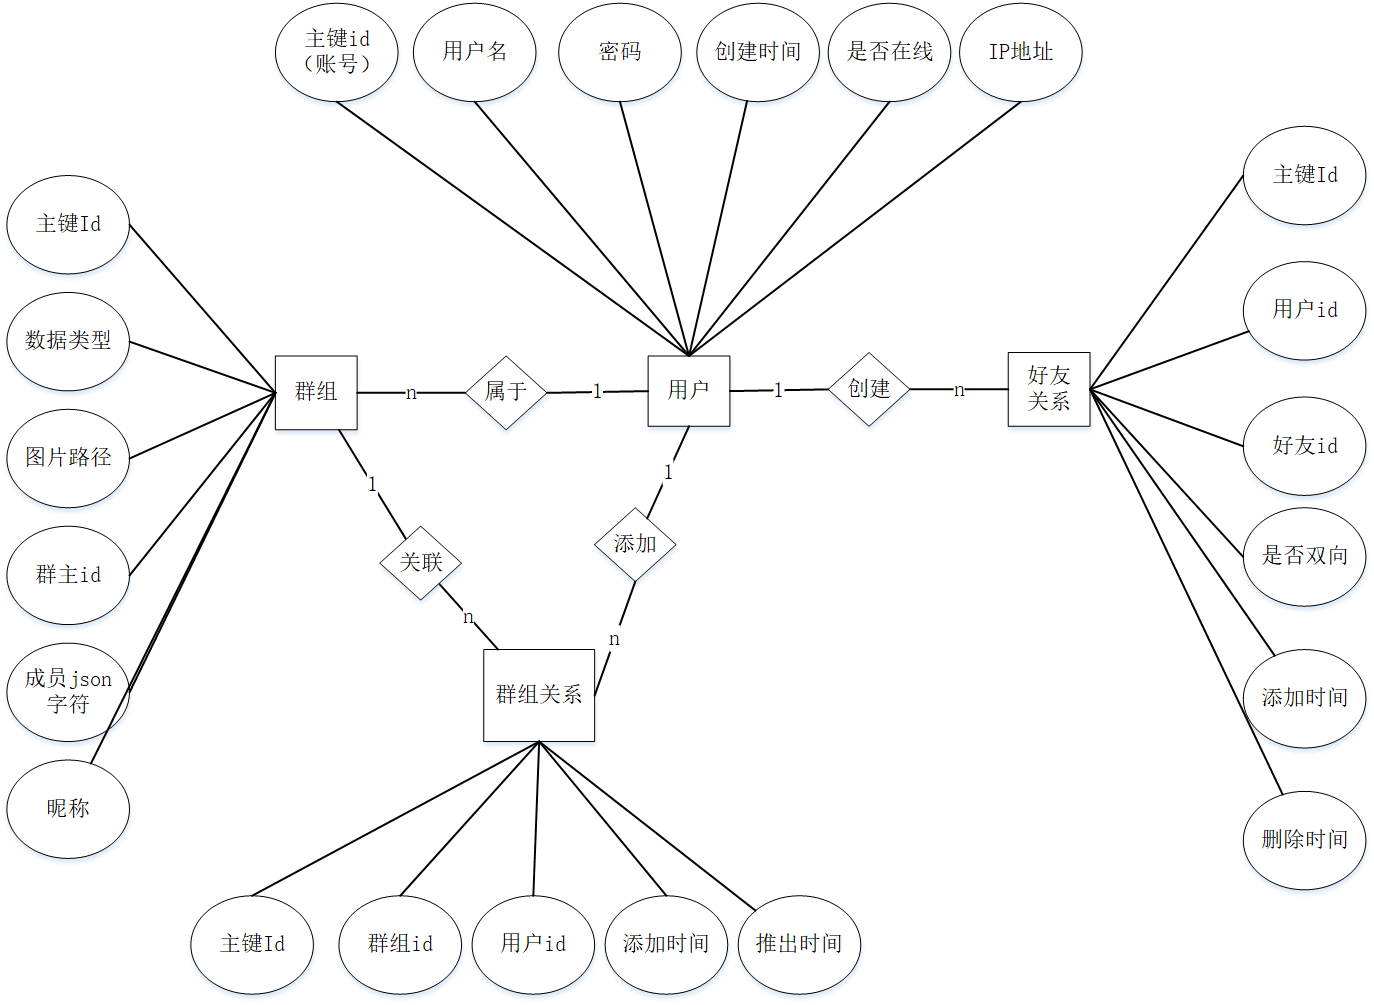 主键id
（账号）
用户名
密码
创建时间
是否在线
IP地址
主键Id
数据类型
图片路径
群主id
成员json
字符
昵称
群组
n
属于
1
用户
1
创建
n
好友
关系
主键Id
用户id
好友id
是否双向
添加时间
删除时间
1
关联
n
1
添加
n
群组关系
主键Id
群组id
用户id
添加时间
推出时间